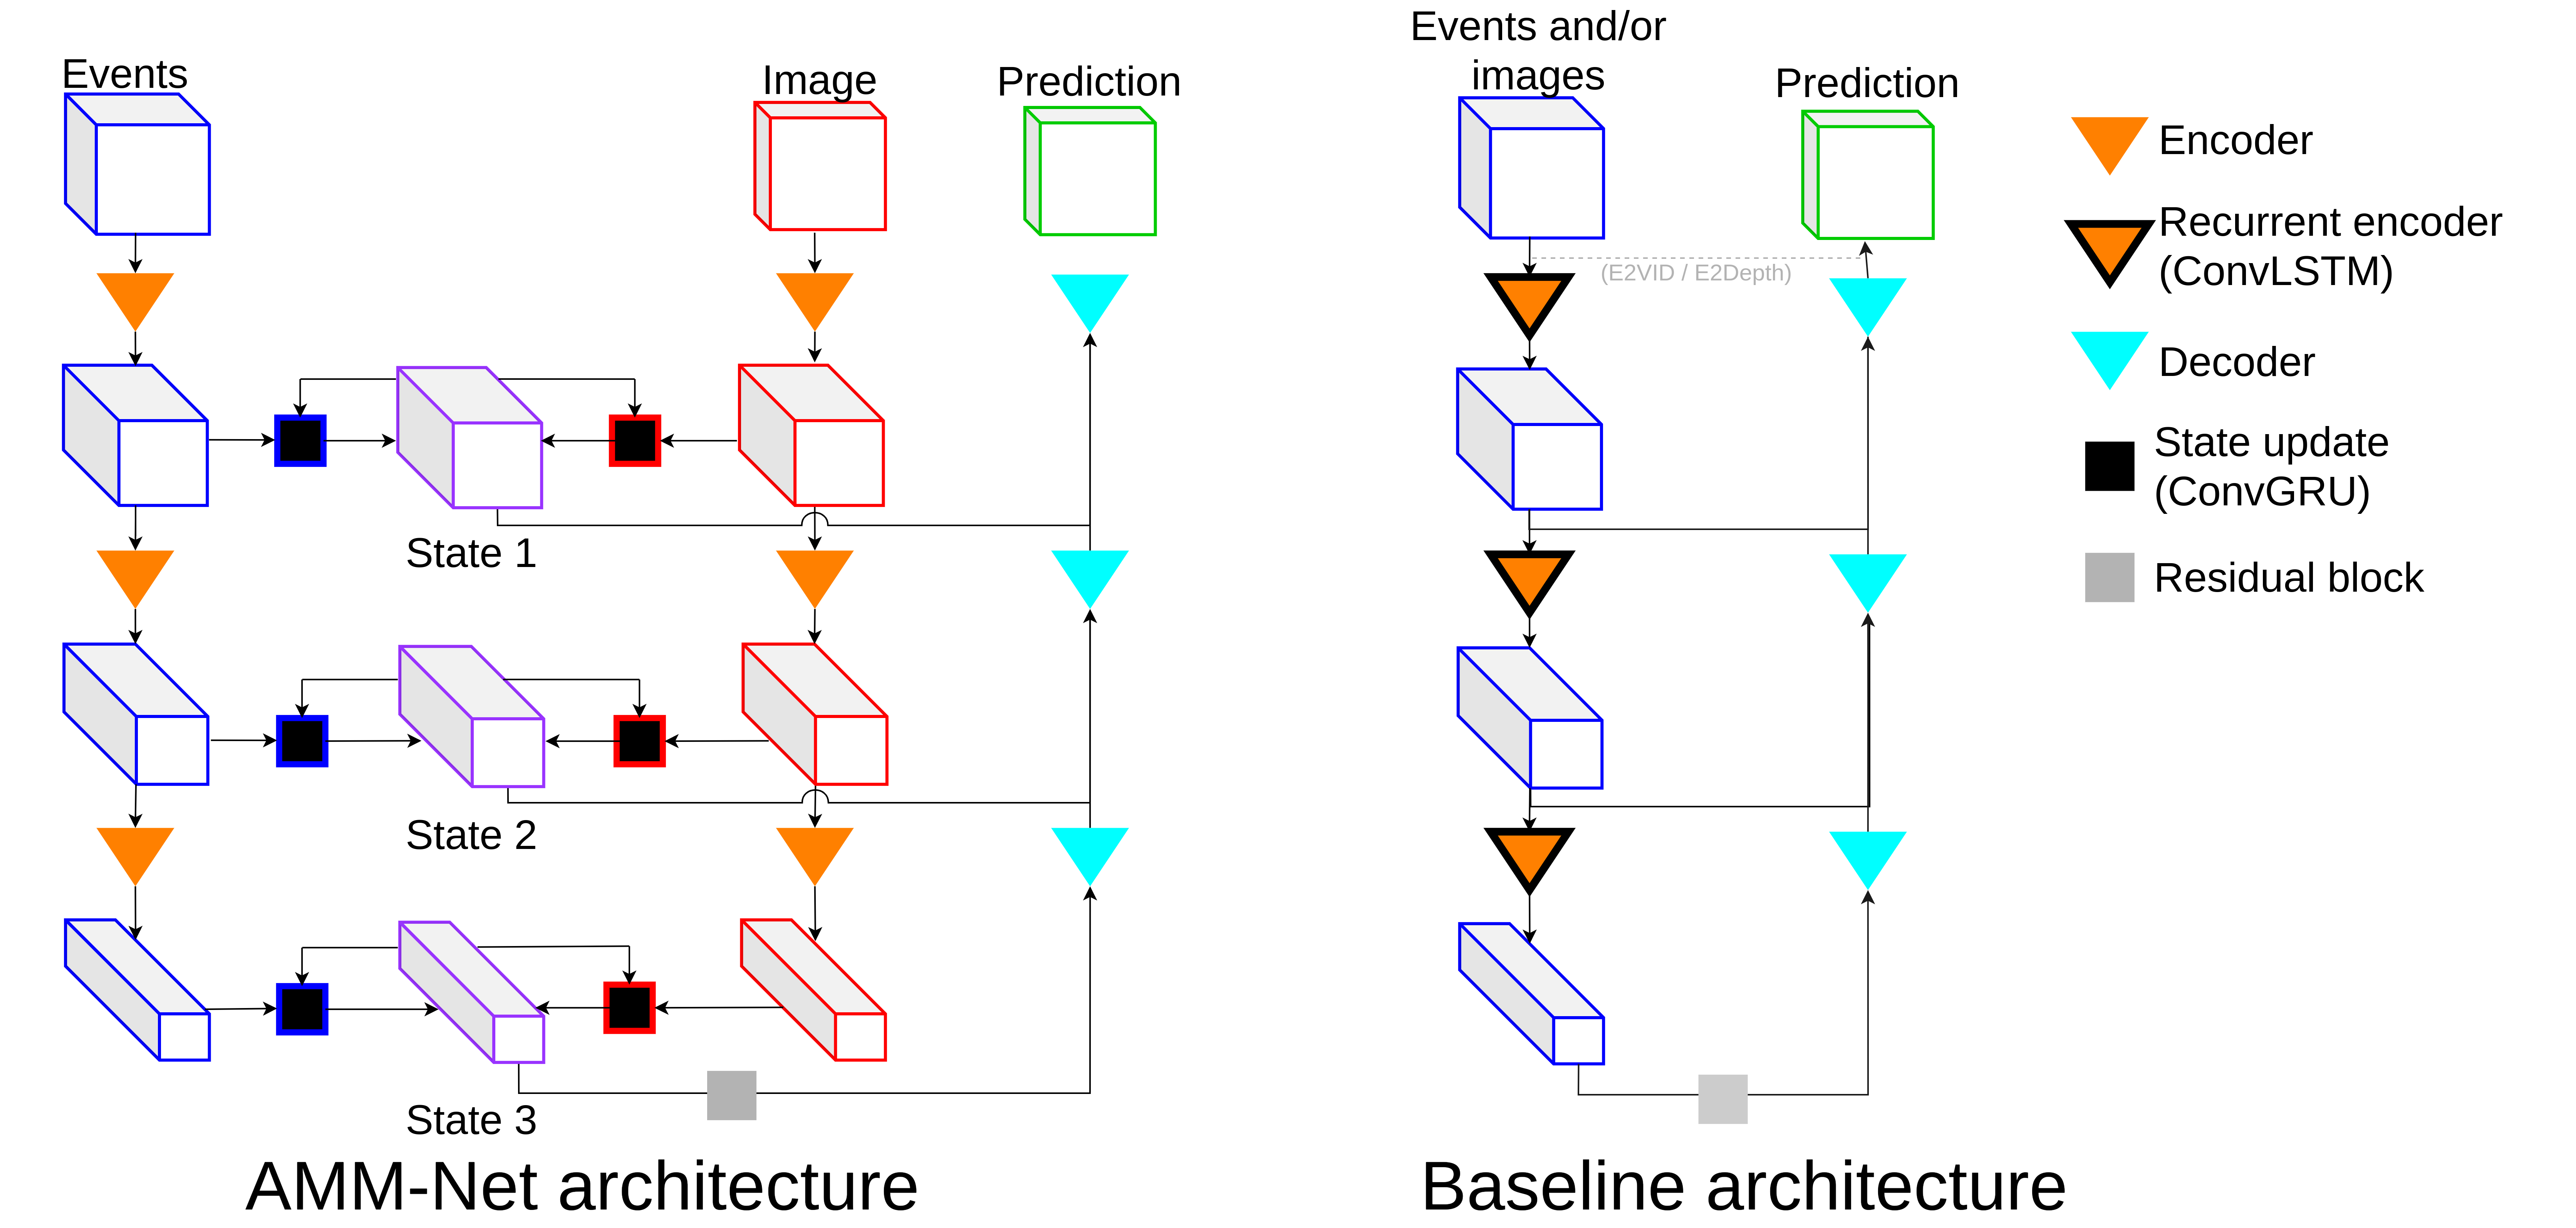 Events
Image
Prediction
State 1
State 2
State 3
AMM-Net architecture
Events and/or
images
Prediction
(E2VID / E2Depth)
Baseline architecture
Encoder
Recurrent encoder
(ConvLSTM)
Decoder
State update
(ConvGRU)
Residual block